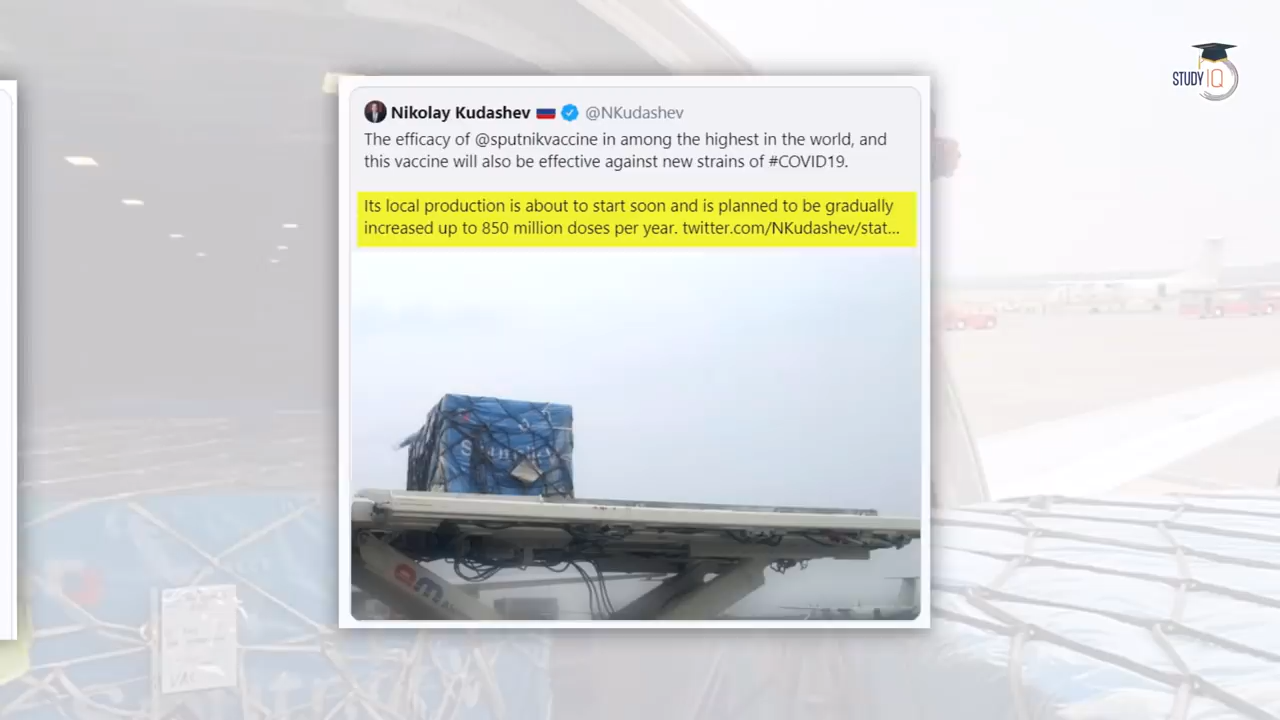 STUDY IQ
Nikolay Kudashev @NKudashev
The efficacy of @sputnikvaccine in among the highest in the world, and
this vaccine will also be effective against new strains of #COVID19.
Its local production is about to start soon and is planned to be gradually
increased up to 850 million doses per year. twitter.com/NKudashev/stat...